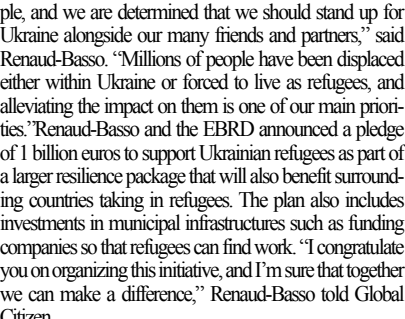 ple, and we are determined that we should stand up for
Ukraine alongside our many friends and partners,” said
Renaud-Basso. “Millions of people have been displaced
either within Ukraine or forced to live as refugees, and
alleviating the impact on them is one of our main priori-
ties.”Renaud-Basso and the EBRD announced a pledge
of 1 billion euros to support Ukrainian refugees as part of
a larger resilience package that will also benefit surround-
ing countries taking in refugees. The plan also includes
investments in municipal infrastructures such as funding
companies so that refugees can find work. “I congratulate
you on organizing this initiative, and I’m sure that together
we can make a difference,” Renaud-Basso told Global
Citizen